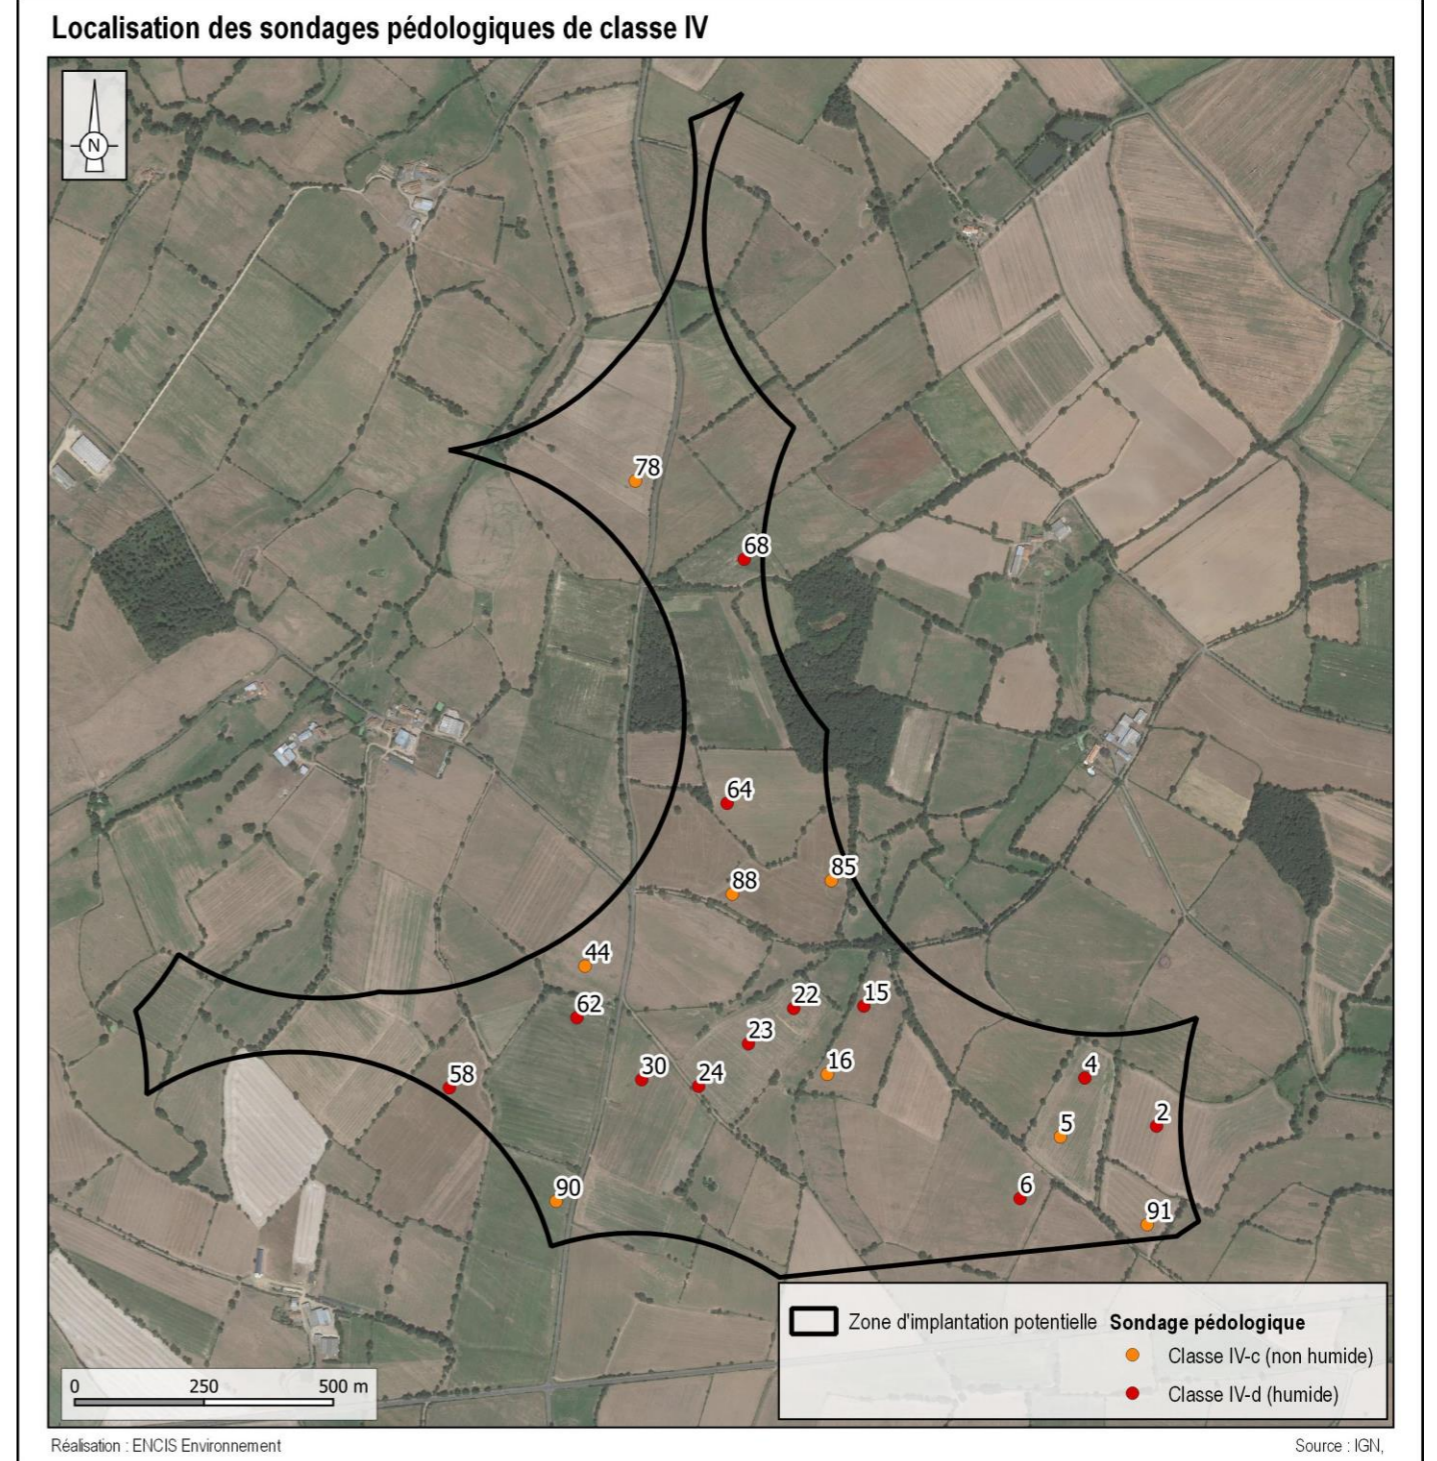 Localisation des sondages pédologiques de classe IV
N
78
68
64
85
88
44
62
22
15
23
16
30
24
58
4
5
2
6
90
91
Zone d'implantation potentielle
Sondage pédologique
Classe IV-c (non humide)
Classe IV-d (humide)
0 250 500 m
Réalisation : ENCIS Environnement
Source : IGN,